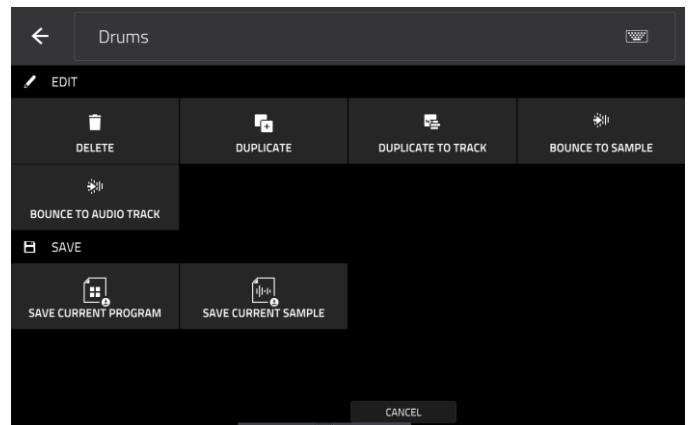 Drums
EDIT
DELETE
DUPLICATE
DUPLICATE TO TRACK
BOUNCE TO SAMPLE
BOUNCE TO AUDIO TRACK
SAVE
SAVE CURRENT PROGRAM
SAVE CURRENT SAMPLE
CANCEL